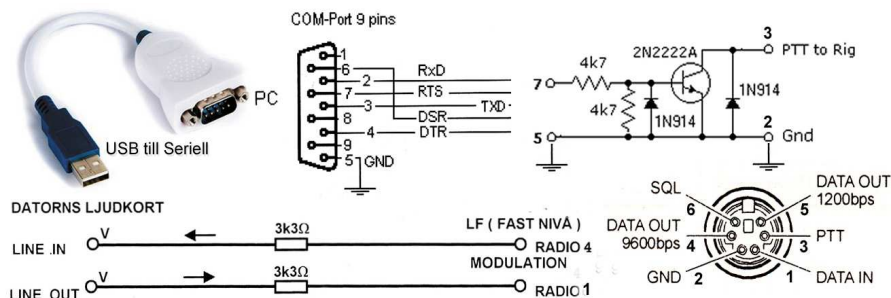 COM-Port 9 pins
1
6
2
RxD
7
RTS
3
TXD
8
DSR
4
DTR
9
5
GND
PC
USB till Seriell
3
PTT to Rig
2N2222A
4k7
7
4k7
1N914
1N914
5
2
Gnd
DATORNS LJUDKORT
V
3k3Ω
LF ( FAST NIVÅ )
LINE .IN
RADIO 4
MODULATION
V
3k3Ω
LINE OUT
RADIO 1
SQL
6
DATA OUT
5
1200bps
DATA OUT
9600bps
4
PTT
3
GND
2
1
DATA IN